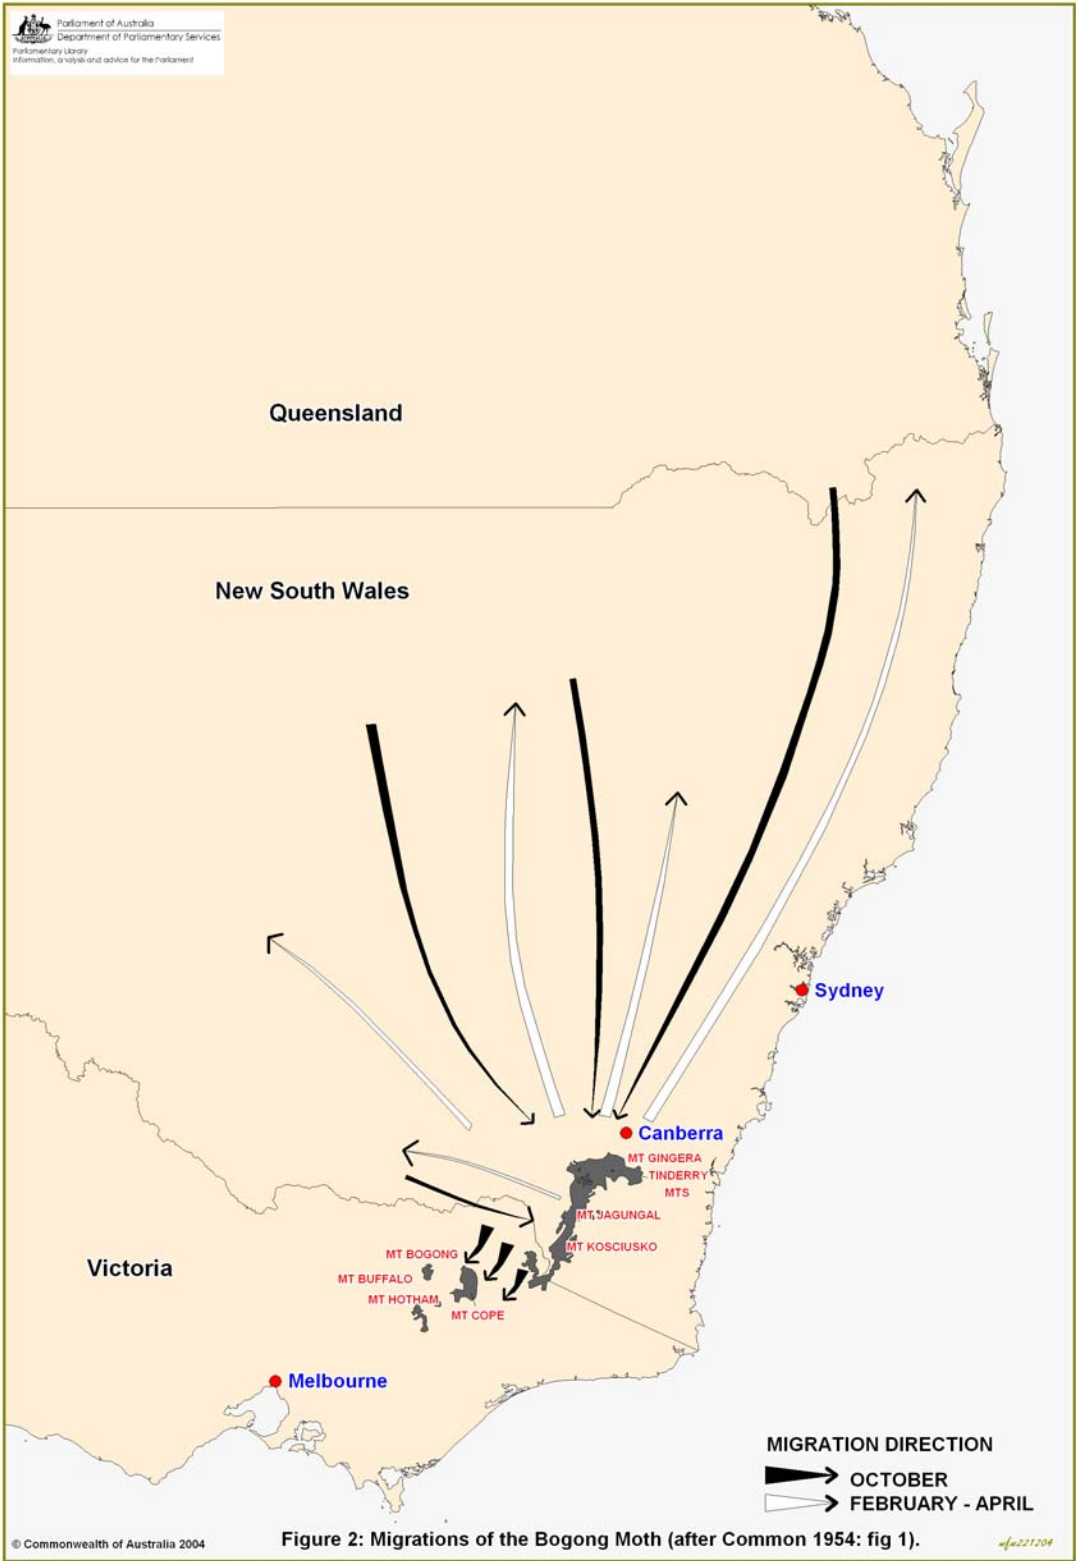 Parliament of Australia
Department of Parliamentary Services
Parliamentary Library
Information, analysis and advice for the Parliament
Queensland
New South Wales
Sydney
Canberra
MT GINGERA
TINDERRY
MTS
MT JAGUNGAL
MT KOSCIUSKO
MT BOGONG
Victoria
MT BUFFALO
MT HOTHAM
MT COPE
Melbourne
MIGRATION DIRECTION
OCTOBER
FEBRUARY - APRIL
© Commonwealth of Australia 2004
Figure 2: Migrations of the Bogong Moth (after Common 1954: fig 1).